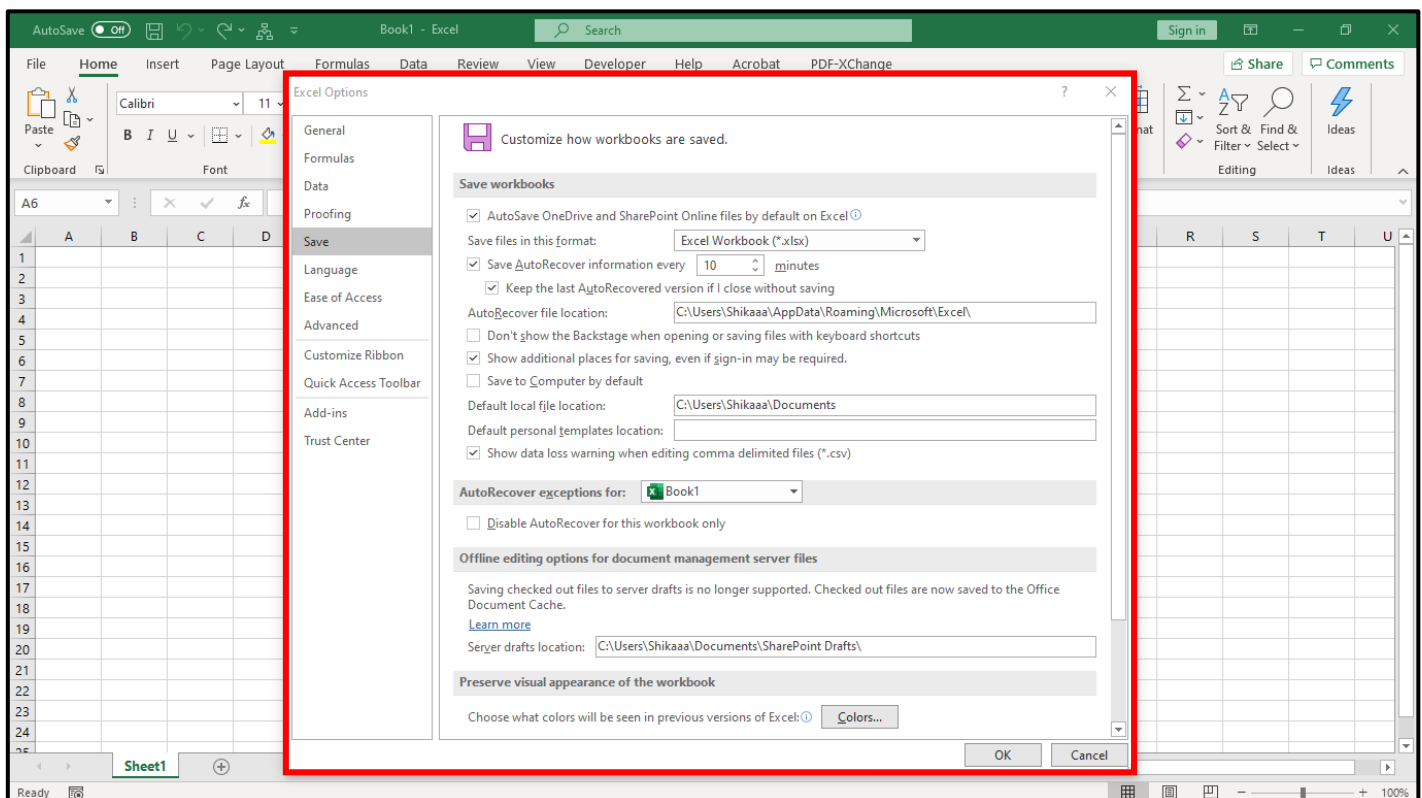 AutoSave Off Book1 - Excel Search Sign in
File Home Insert Page Layout Formulas Data Review View Developer Help Acrobat PDF-XChange Share Comments
Excel Options ?
Calibri 11
Paste
B I U
Clipboard Font
Sort & Filter Find & Select Ideas
Editing Ideas
A6 fx
A B C D R S T U
1
2
3
4
5
6
7
8
9
10
11
12
13
14
15
16
17
18
19
20
21
22
23
24
25
General
Formulas
Data
Proofing
Save
Language
Ease of Access
Advanced
Customize Ribbon
Quick Access Toolbar
Add-ins
Trust Center
Customize how workbooks are saved.
Save workbooks
AutoSave OneDrive and SharePoint Online files by default on Excel
Save files in this format: Excel Workbook (*.xlsx)
Save AutoRecover information every 10 minutes
Keep the last AutoRecovered version if I close without saving
AutoRecover file location: C:\Users\Shikaaa\AppData\Roaming\Microsoft\Excel\
Don't show the Backstage when opening or saving files with keyboard shortcuts
Show additional places for saving, even if sign-in may be required.
Save to Computer by default
Default local file location: C:\Users\Shikaaa\Documents
Default personal templates location:
Show data loss warning when editing comma delimited files (*.csv)
AutoRecover exceptions for: Book1
Disable AutoRecover for this workbook only
Offline editing options for document management server files
Saving checked out files to server drafts is no longer supported. Checked out files are now saved to the Office
Document Cache.
Learn more
Server drafts location: C:\Users\Shikaaa\Documents\SharePoint Drafts\
Preserve visual appearance of the workbook
Choose what colors will be seen in previous versions of Excel: Colors...
OK Cancel
Sheet1
Ready 100%